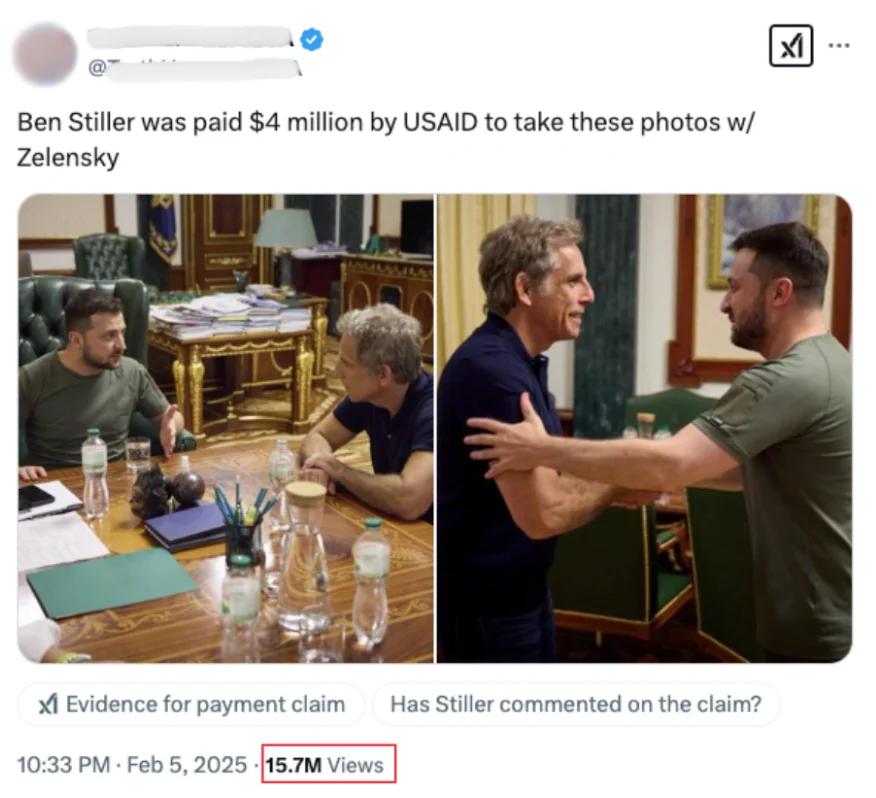 Ben Stiller was paid $4 million by USAID to take these photos w/
Zelensky
Evidence for payment claim
Has Stiller commented on the claim?
10:33 PM · Feb 5, 2025 · 15.7M Views